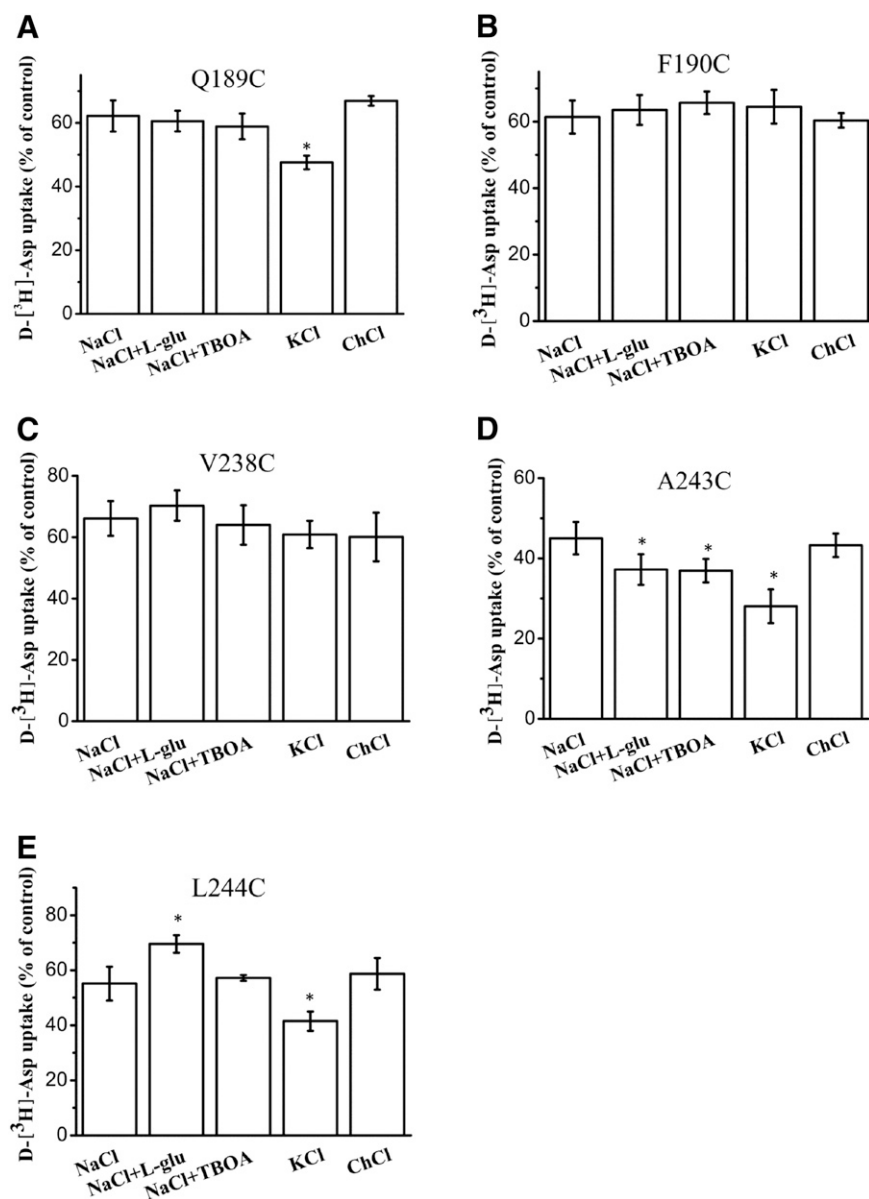 A
Q189C
D-[³H]-Asp uptake (% of control)
60
40
20
0
*
NaCl
NaCl+L-glu
NaCl+TBOA
KCl
ChCl
B
F190C
D-[³H]-Asp uptake (% of control)
60
40
20
0
NaCl
NaCl+L-glu
NaCl+TBOA
KCl
ChCl
C
V238C
D-[³H]-Asp uptake (% of control)
80
60
40
20
0
NaCl
NaCl+L-glu
NaCl+TBOA
KCl
ChCl
D
A243C
D-[³H]-Asp uptake (% of control)
60
40
20
0
*
*
*
NaCl
NaCl+L-glu
NaCl+TBOA
KCl
ChCl
E
L244C
D-[³H]-Asp uptake (% of control)
80
60
40
20
0
*
*
NaCl
NaCl+L-glu
NaCl+TBOA
KCl
ChCl